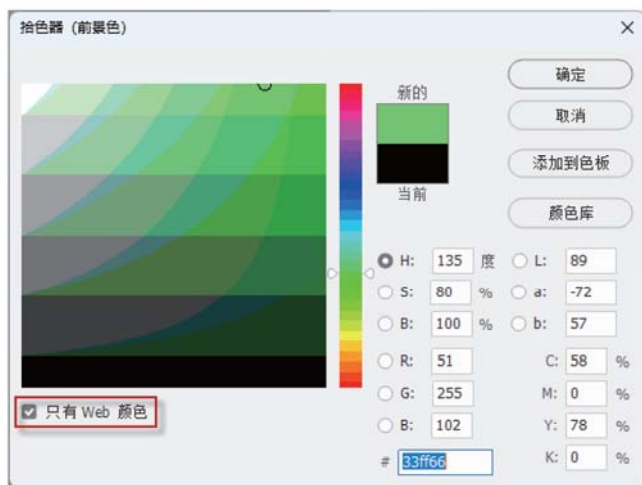 拾色器 (前景色)
新的
当前
确定
取消
添加到色板
颜色库
H: 135 度
S: 80 %
B: 100 %
R: 51
G: 255
B: 102
# 33ff66
L: 89
a: -72
b: 57
C: 58 %
M: 0 %
Y: 78 %
K: 0 %
只有 Web 颜色